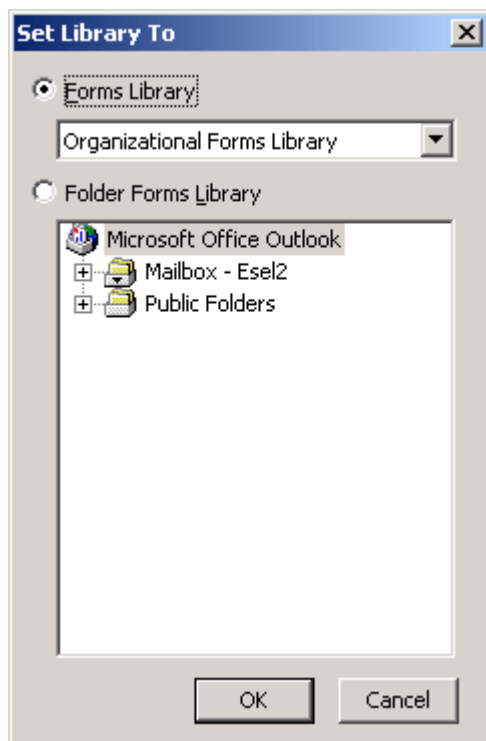 Set Library To
Forms Library
Organizational Forms Library
Folder Forms Library
Microsoft Office Outlook
Mailbox - Esel2
Public Folders
OK Cancel